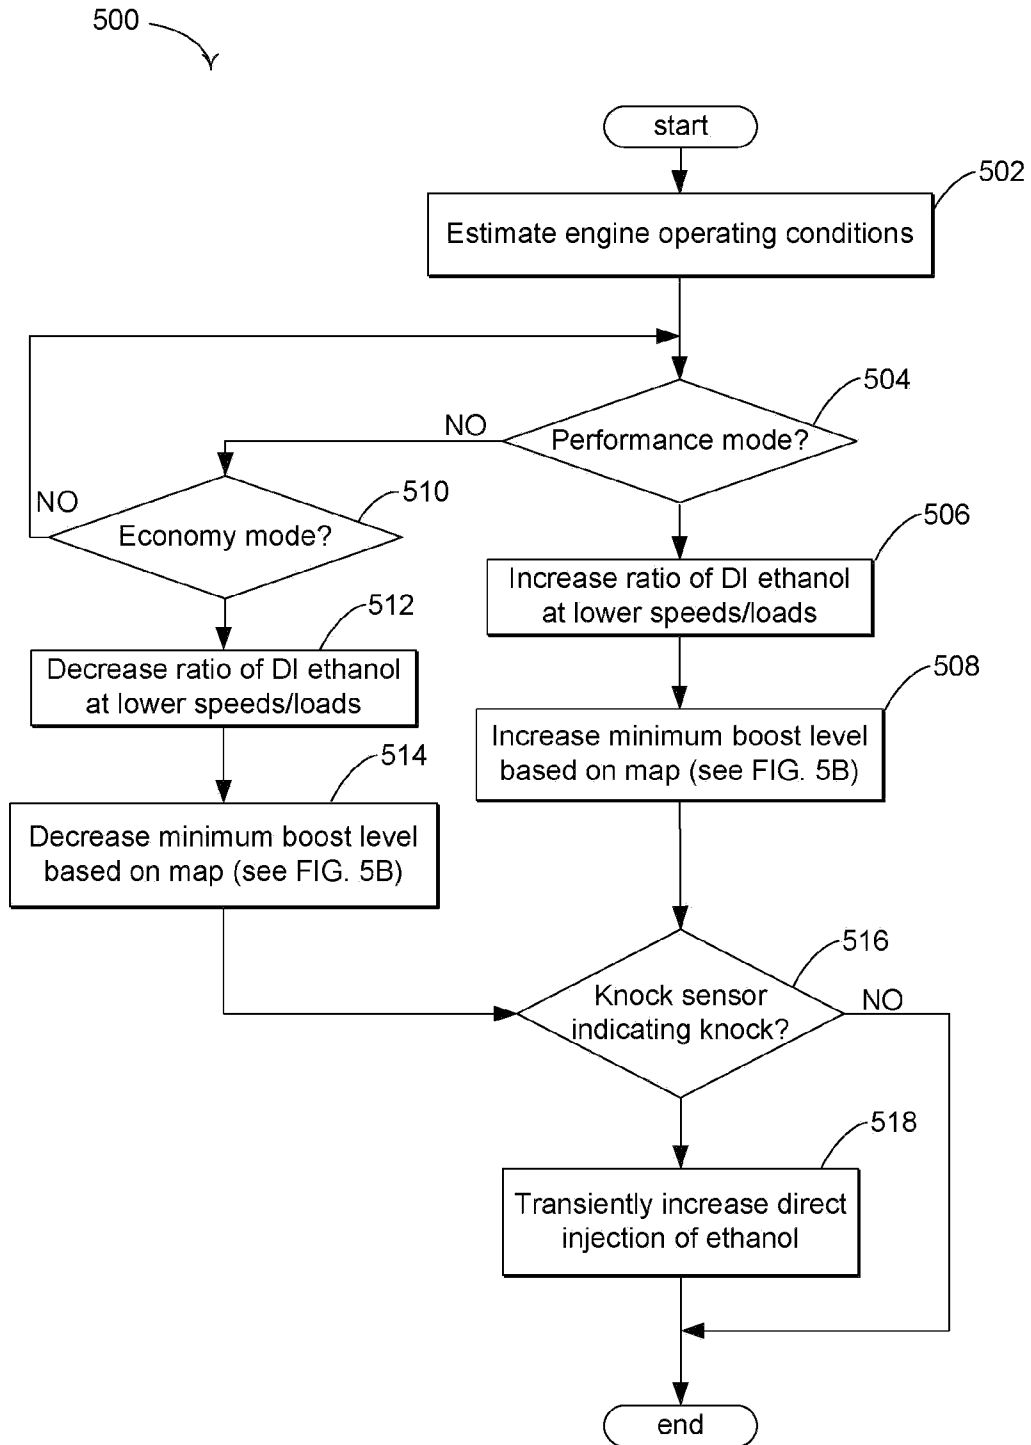 500
start
502
Estimate engine operating conditions
504
NO
Performance mode?
NO
510
Economy mode?
506
Increase ratio of DI ethanol
at lower speeds/loads
512
Decrease ratio of DI ethanol
at lower speeds/loads
508
Increase minimum boost level
based on map (see FIG. 5B)
514
Decrease minimum boost level
based on map (see FIG. 5B)
516
Knock sensor
indicating knock?
NO
518
Transiently increase direct
injection of ethanol
end